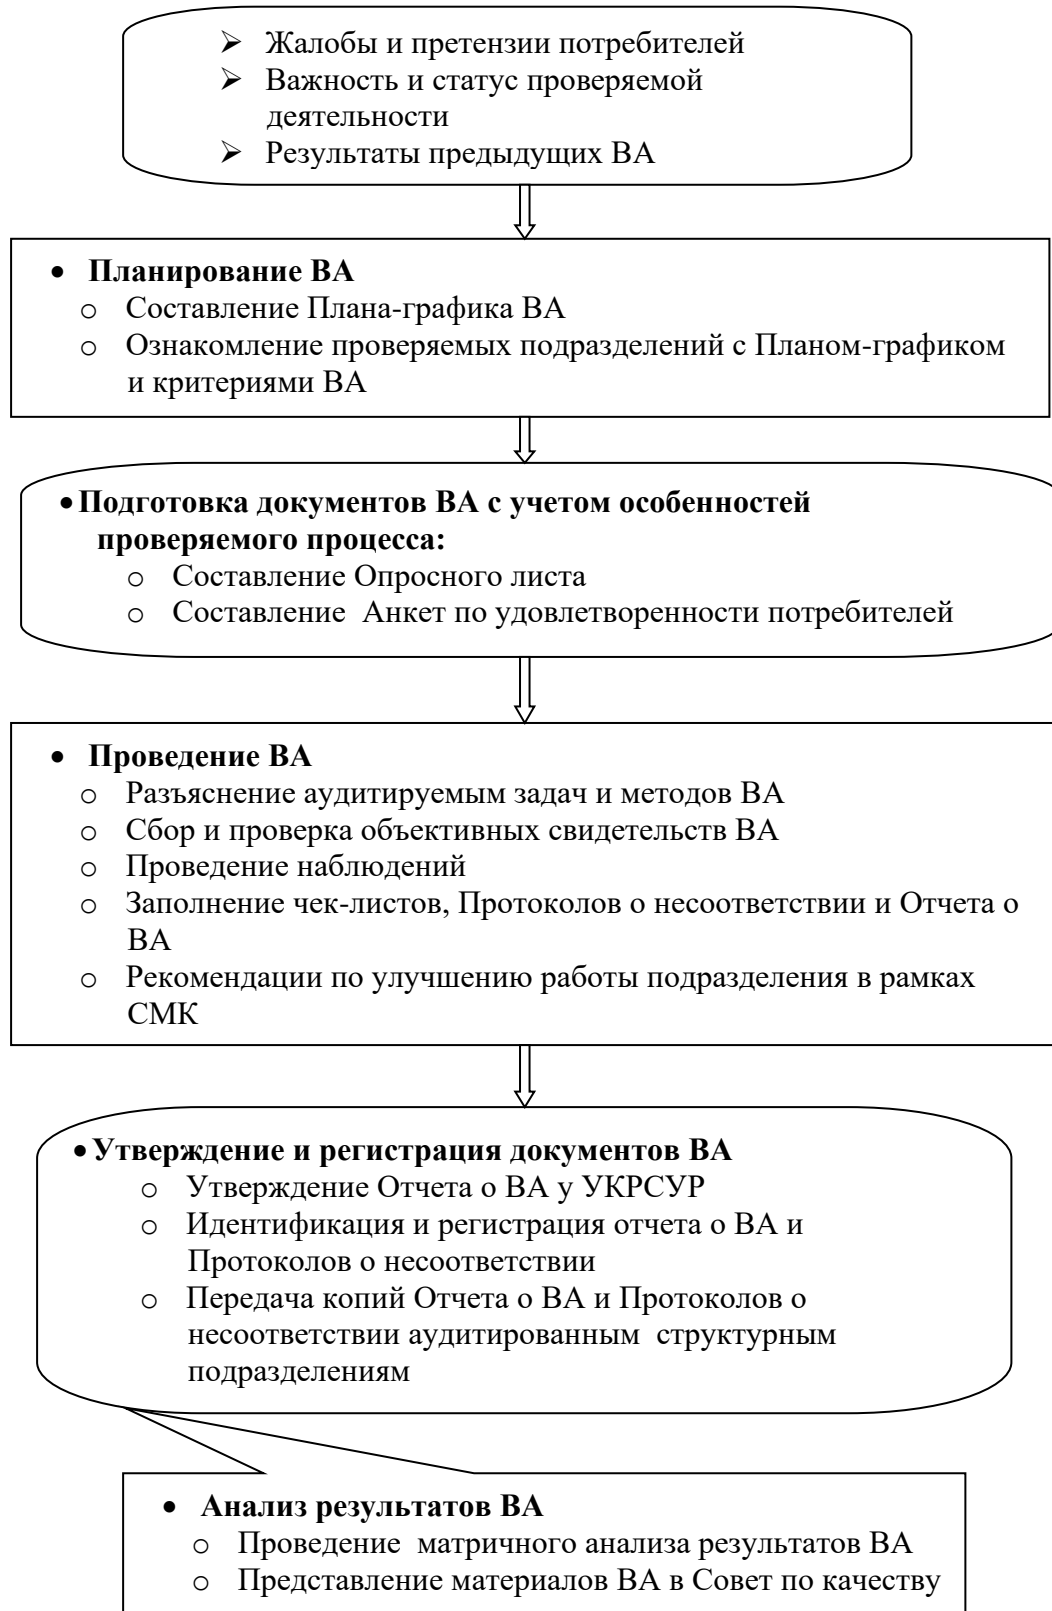 ➢ Жалобы и претензии потребителей
➢ Важность и статус проверяемой
деятельности
➢ Результаты предыдущих ВА
• Планирование ВА
o Составление Плана-графика ВА
o Ознакомление проверяемых подразделений с Планом-графиком
и критериями ВА
• Подготовка документов ВА с учетом особенностей
проверяемого процесса:
o Составление Опросного листа
o Составление Анкет по удовлетворенности потребителей
• Проведение ВА
o Разъяснение аудитируемым задач и методов ВА
o Сбор и проверка объективных свидетельств ВА
o Проведение наблюдений
o Заполнение чек-листов, Протоколов о несоответствии и Отчета о
ВА
o Рекомендации по улучшению работы подразделения в рамках
СМК
• Утверждение и регистрация документов ВА
o Утверждение Отчета о ВА у УКРСУР
o Идентификация и регистрация отчета о ВА и
Протоколов о несоответствии
o Передача копий Отчета о ВА и Протоколов о
несоответствии аудитированным структурным
подразделениям
• Анализ результатов ВА
o Проведение матричного анализа результатов ВА
o Представление материалов ВА в Совет по качеству